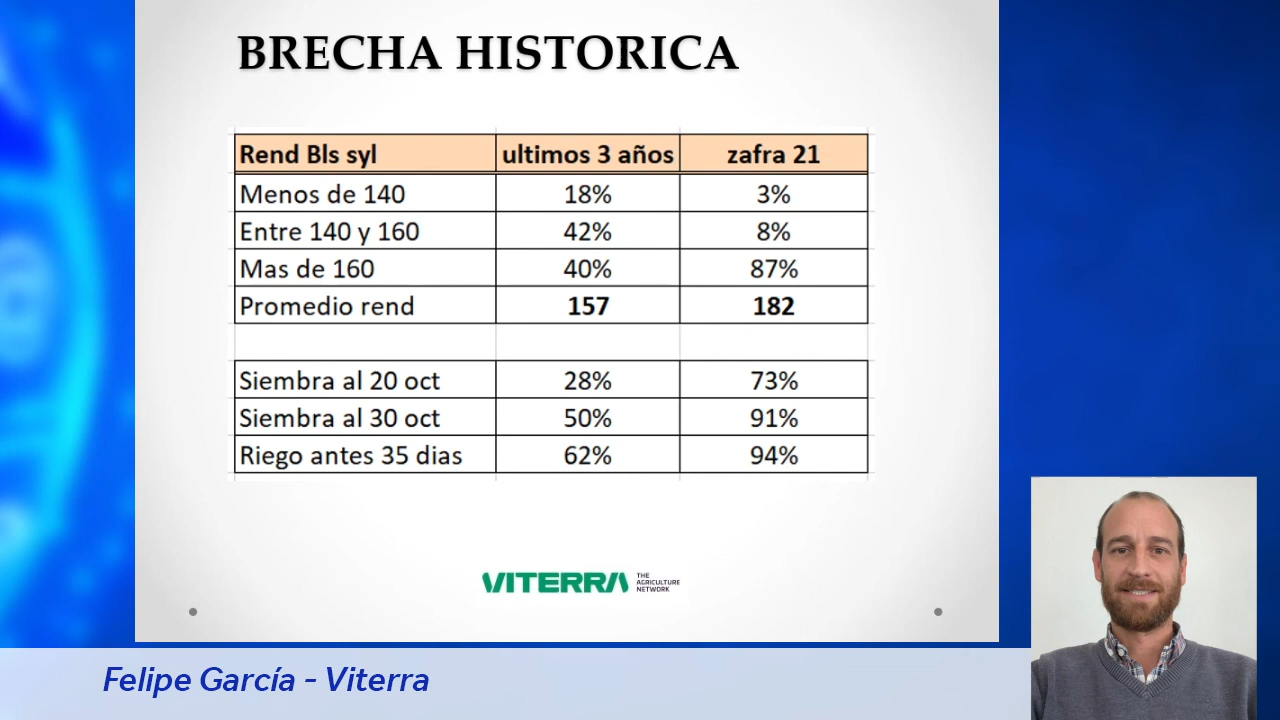 BRECHA HISTORICA
Rend Bls syl ultimos 3 años zafra 21
Menos de 140 18% 3%
Entre 140 y 160 42% 8%
Mas de 160 40% 87%
Promedio rend 157 182
Siembra al 20 oct 28% 73%
Siembra al 30 oct 50% 91%
Riego antes 35 dias 62% 94%
VITERRA THE AGRICULTURE NETWORK
Felipe García - Viterra